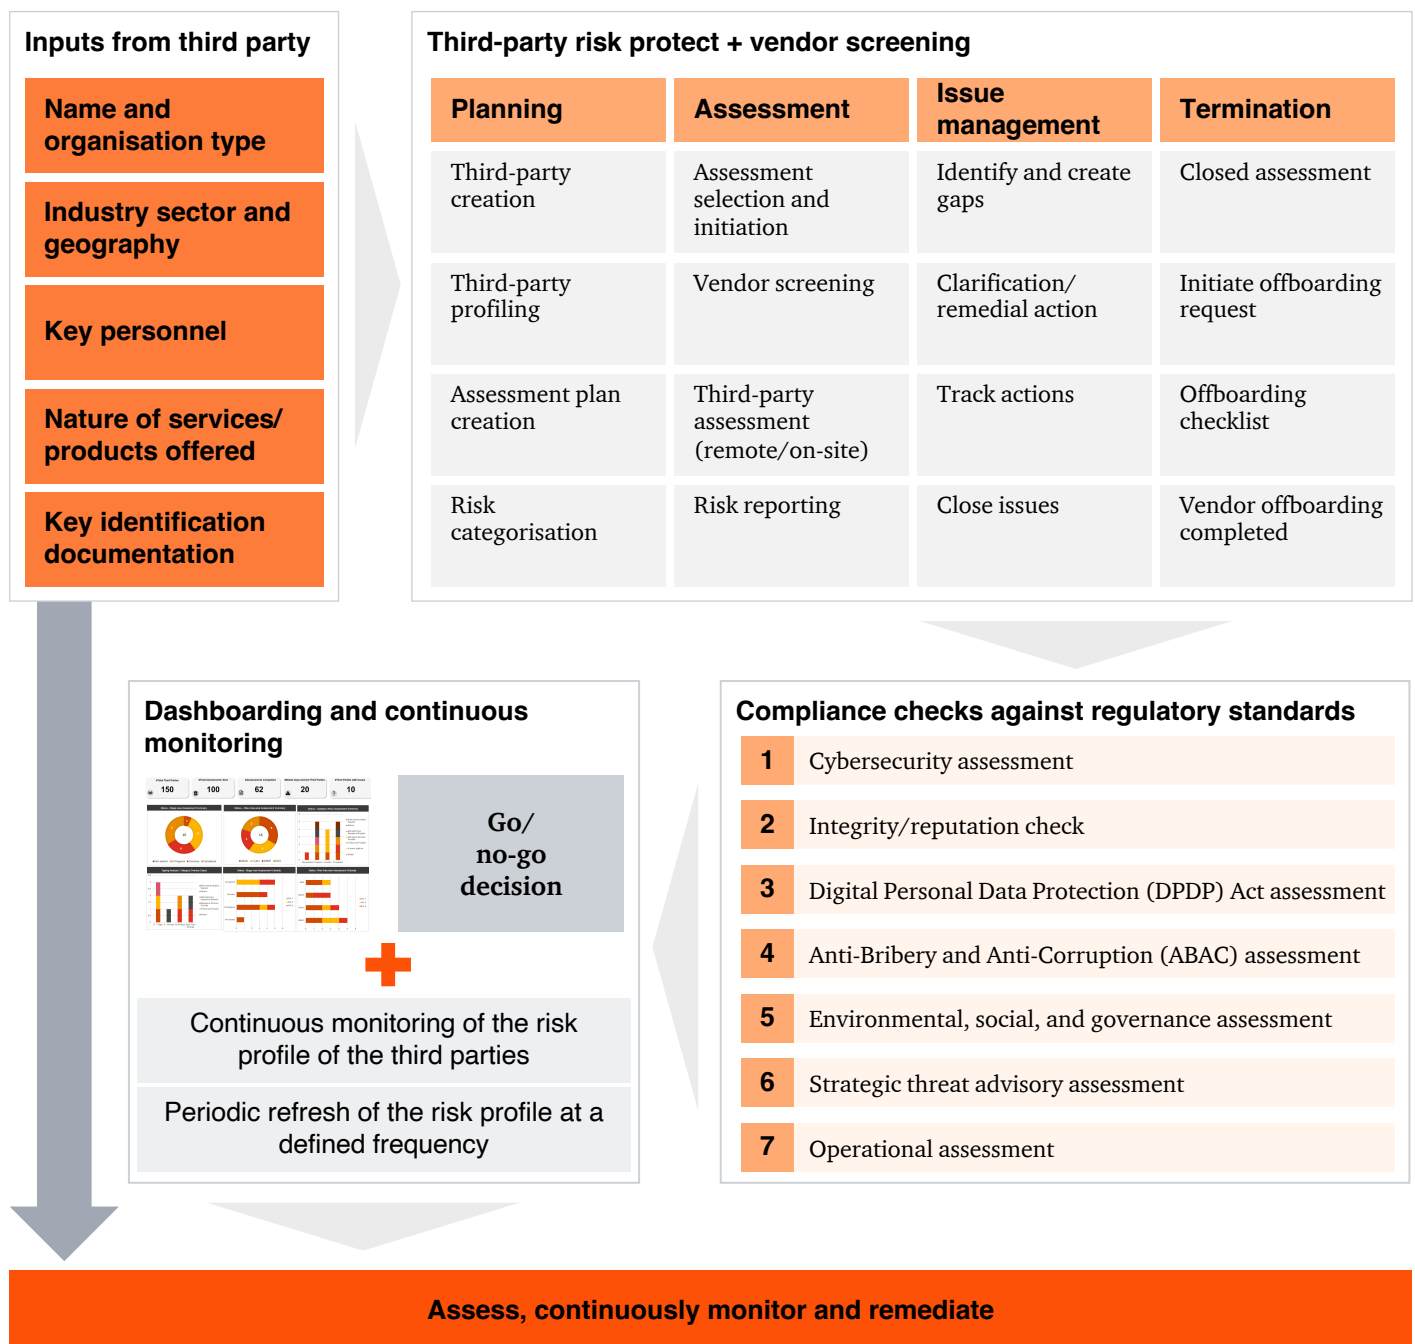 Inputs from third party
Name and
organisation type
Industry sector and
geography
Key personnel
Nature of services/
products offered
Key identification
documentation
Third-party risk protect + vendor screening
Planning
Assessment
Issue
management
Termination
Third-party
creation
Assessment
selection and
initiation
Identify and create
gaps
Closed assessment
Third-party
profiling
Vendor screening
Clarification/
remedial action
Initiate offboarding
request
Assessment plan
creation
Third-party
assessment
(remote/on-site)
Track actions
Offboarding
checklist
Risk
categorisation
Risk reporting
Close issues
Vendor offboarding
completed
Dashboarding and continuous
monitoring
150
100
62
20
10
Go/
no-go
decision
Continuous monitoring of the risk
profile of the third parties
Periodic refresh of the risk profile at a
defined frequency
Compliance checks against regulatory standards
1 Cybersecurity assessment
2 Integrity/reputation check
3 Digital Personal Data Protection (DPDP) Act assessment
4 Anti-Bribery and Anti-Corruption (ABAC) assessment
5 Environmental, social, and governance assessment
6 Strategic threat advisory assessment
7 Operational assessment
Assess, continuously monitor and remediate